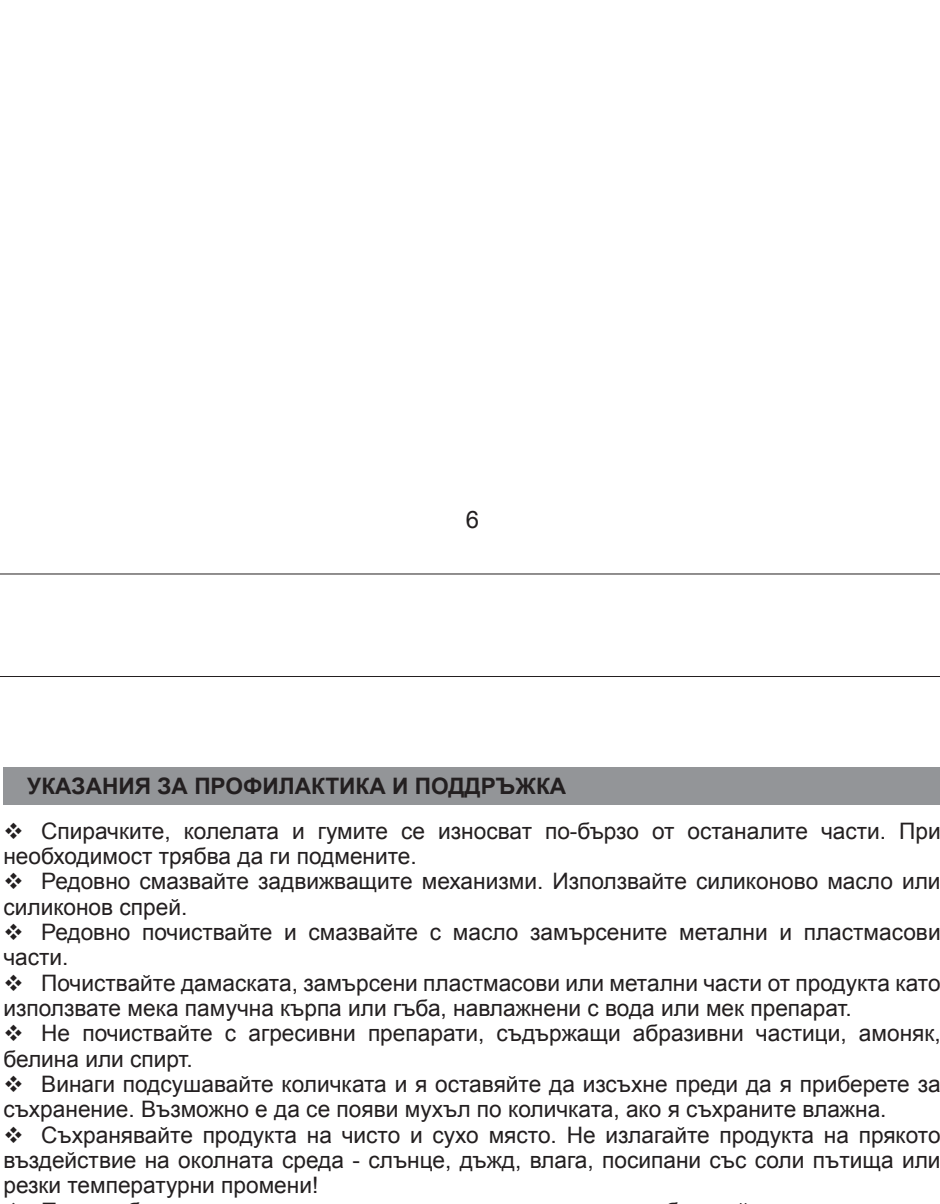 6
УКАЗАНИЯ ЗА ПРОФИЛАКТИКА И ПОДДРЪЖКА
❖ Спирачките, колелата и гумите се износват по-бързо от останалите части. При
необходимост трябва да ги подмените.
❖ Редовно смазвайте задвижващите механизми. Използвайте силиконово масло или
силиконов спрей.
❖ Редовно почиствайте и смазвайте с масло замърсените метални и пластмасови
части.
❖ Почиствайте дамаската, замърсени пластмасови или метални части от продукта като
използвате мека памучна кърпа или гъба, навлажнени с вода или мек препарат.
❖ Не почиствайте с агресивни препарати, съдържащи абразивни частици, амоняк,
белина или спирт.
❖ Винаги подсушавайте количката и я оставяйте да изсъхне преди да я приберете за
съхранение. Възможно е да се появи мухъл по количката, ако я съхраните влажна.
❖ Съхранявайте продукта на чисто и сухо място. Не излагайте продукта на прякото
въздействие на околната среда - слънце, дъжд, влага, посипани със соли пътища или
резки температурни промени!